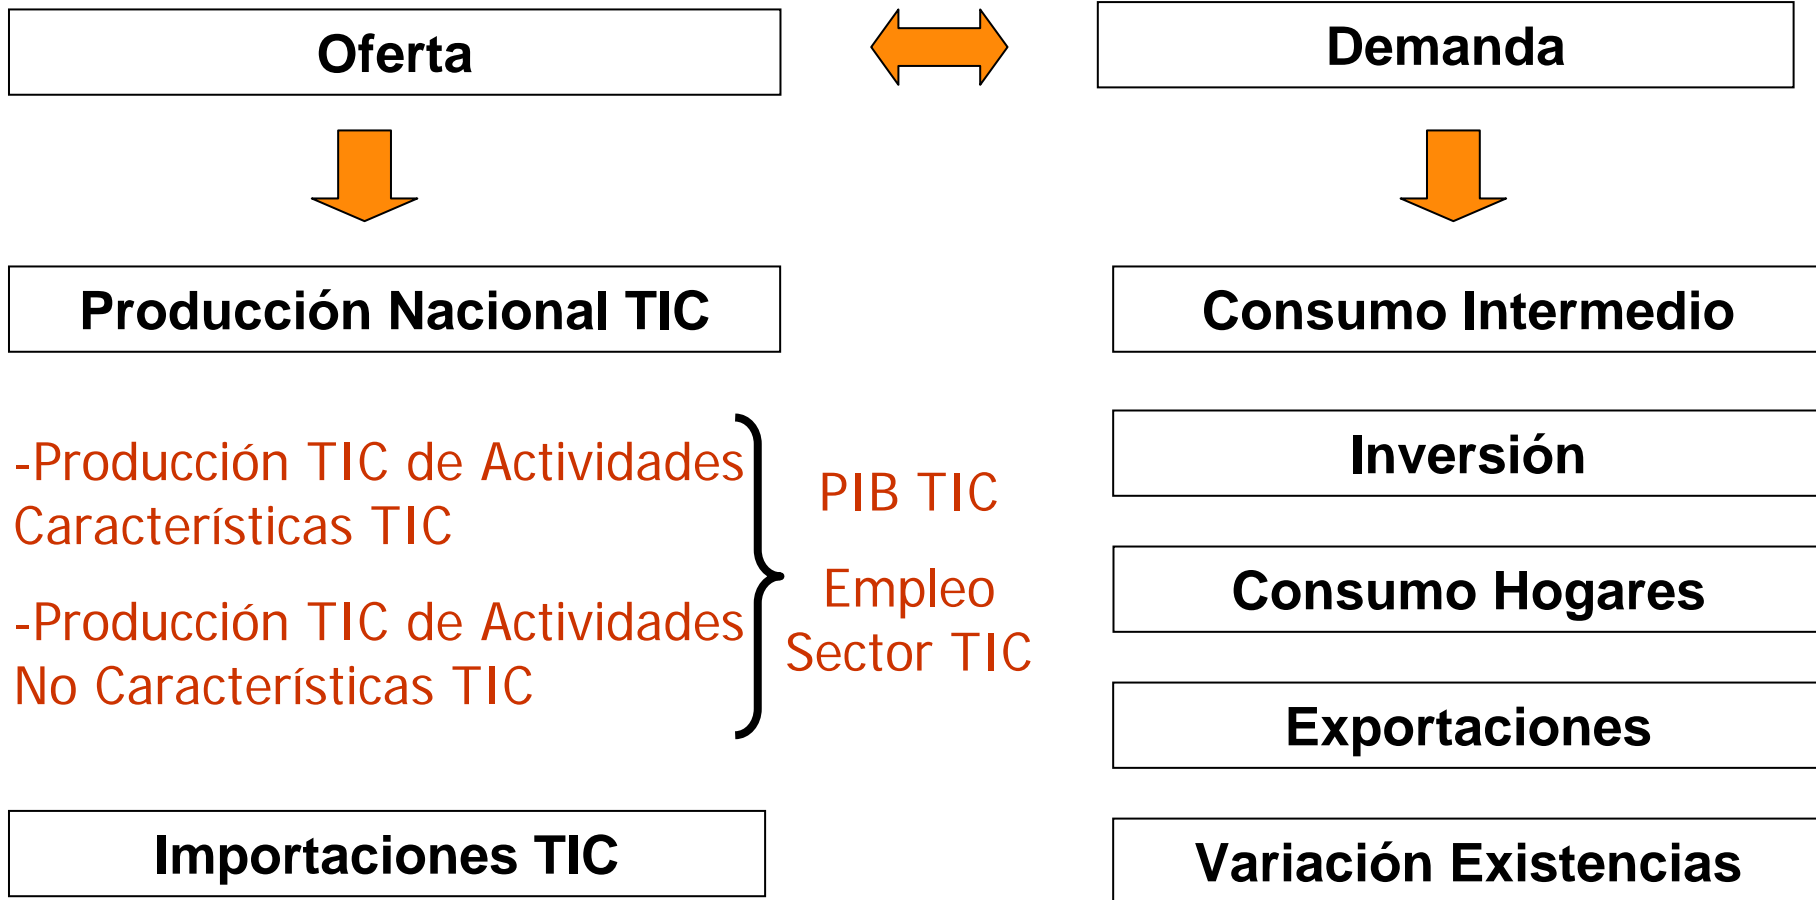 Oferta
Demanda
Producción Nacional TIC
-Producción TIC de Actividades
Características TIC
-Producción TIC de Actividades
No Características TIC
PIB TIC
Empleo
Sector TIC
Importaciones TIC
Consumo Intermedio
Inversión
Consumo Hogares
Exportaciones
Variación Existencias